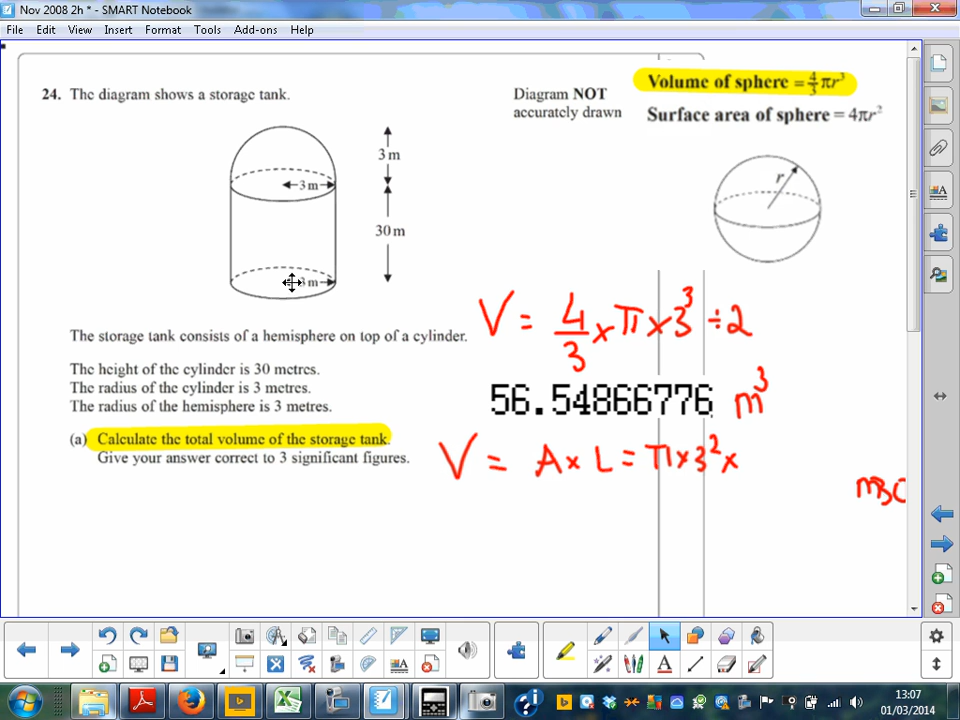 Nov 2008 2h * - SMART Notebook
File Edit View Insert Format Tools Add-ons Help
24. The diagram shows a storage tank.
Diagram NOT
accurately drawn
Volume of sphere = 4/3 πr³
Surface area of sphere = 4πr²
3 m
3 m
30 m
3 m
r
The storage tank consists of a hemisphere on top of a cylinder.
The height of the cylinder is 30 metres.
The radius of the cylinder is 3 metres.
The radius of the hemisphere is 3 metres.
(a) Calculate the total volume of the storage tank.
Give your answer correct to 3 significant figures.
V = 4/3 × π × 3³ ÷ 2
56.54866776 m³
V = A × L = π × 3² ×
13:07
01/03/2014